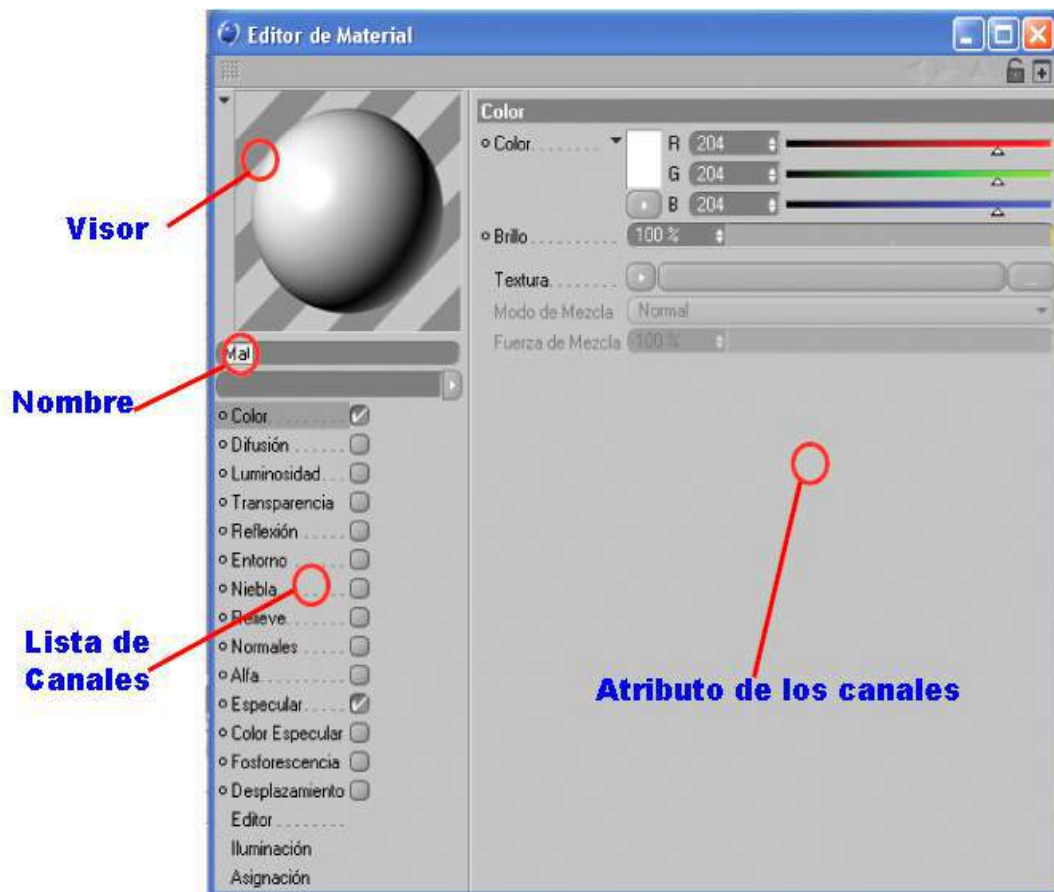 Editor de Material
Visor
Nombre
Lista de
Canales
Atributo de los canales
Mal
Color
Difusión
Luminosidad
Transparencia
Reflexión
Entorno
Niebla
Relieve
Normales
Alfa
Especular
Color Especular
Fosforescencia
Desplazamiento
Editor
Iluminación
Asignación
Color
Color R 204
G 204
B 204
Brillo 100 %
Textura ...
Modo de Mezcla Normal
Fuerza de Mezcla 100 %